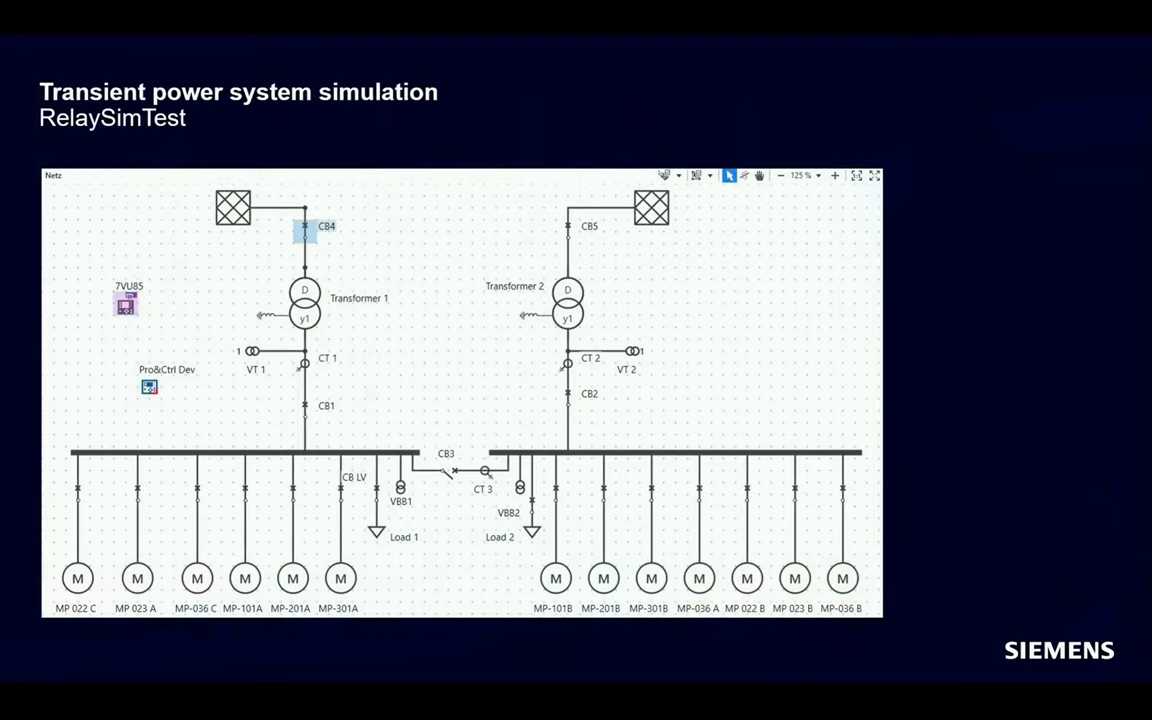 Transient power system simulation
RelaySimTest
Netz
125 %
CB4
CB5
7VU85
D
Transformer 1
y1
Transformer 2
D
y1
Pro&Ctrl Dev
1
VT 1
CT 1
CB1
CT 2
1
VT 2
CB2
CB3
CB LV
VBB1
CT 3
VBB2
Load 1
Load 2
M M M M M M M M M M M M M
MP 022 C MP 023 A MP-036 C MP-101A MP-201A MP-301A MP-101B MP-201B MP-301B MP-036 A MP 022 B MP 023 B MP-036 B
SIEMENS